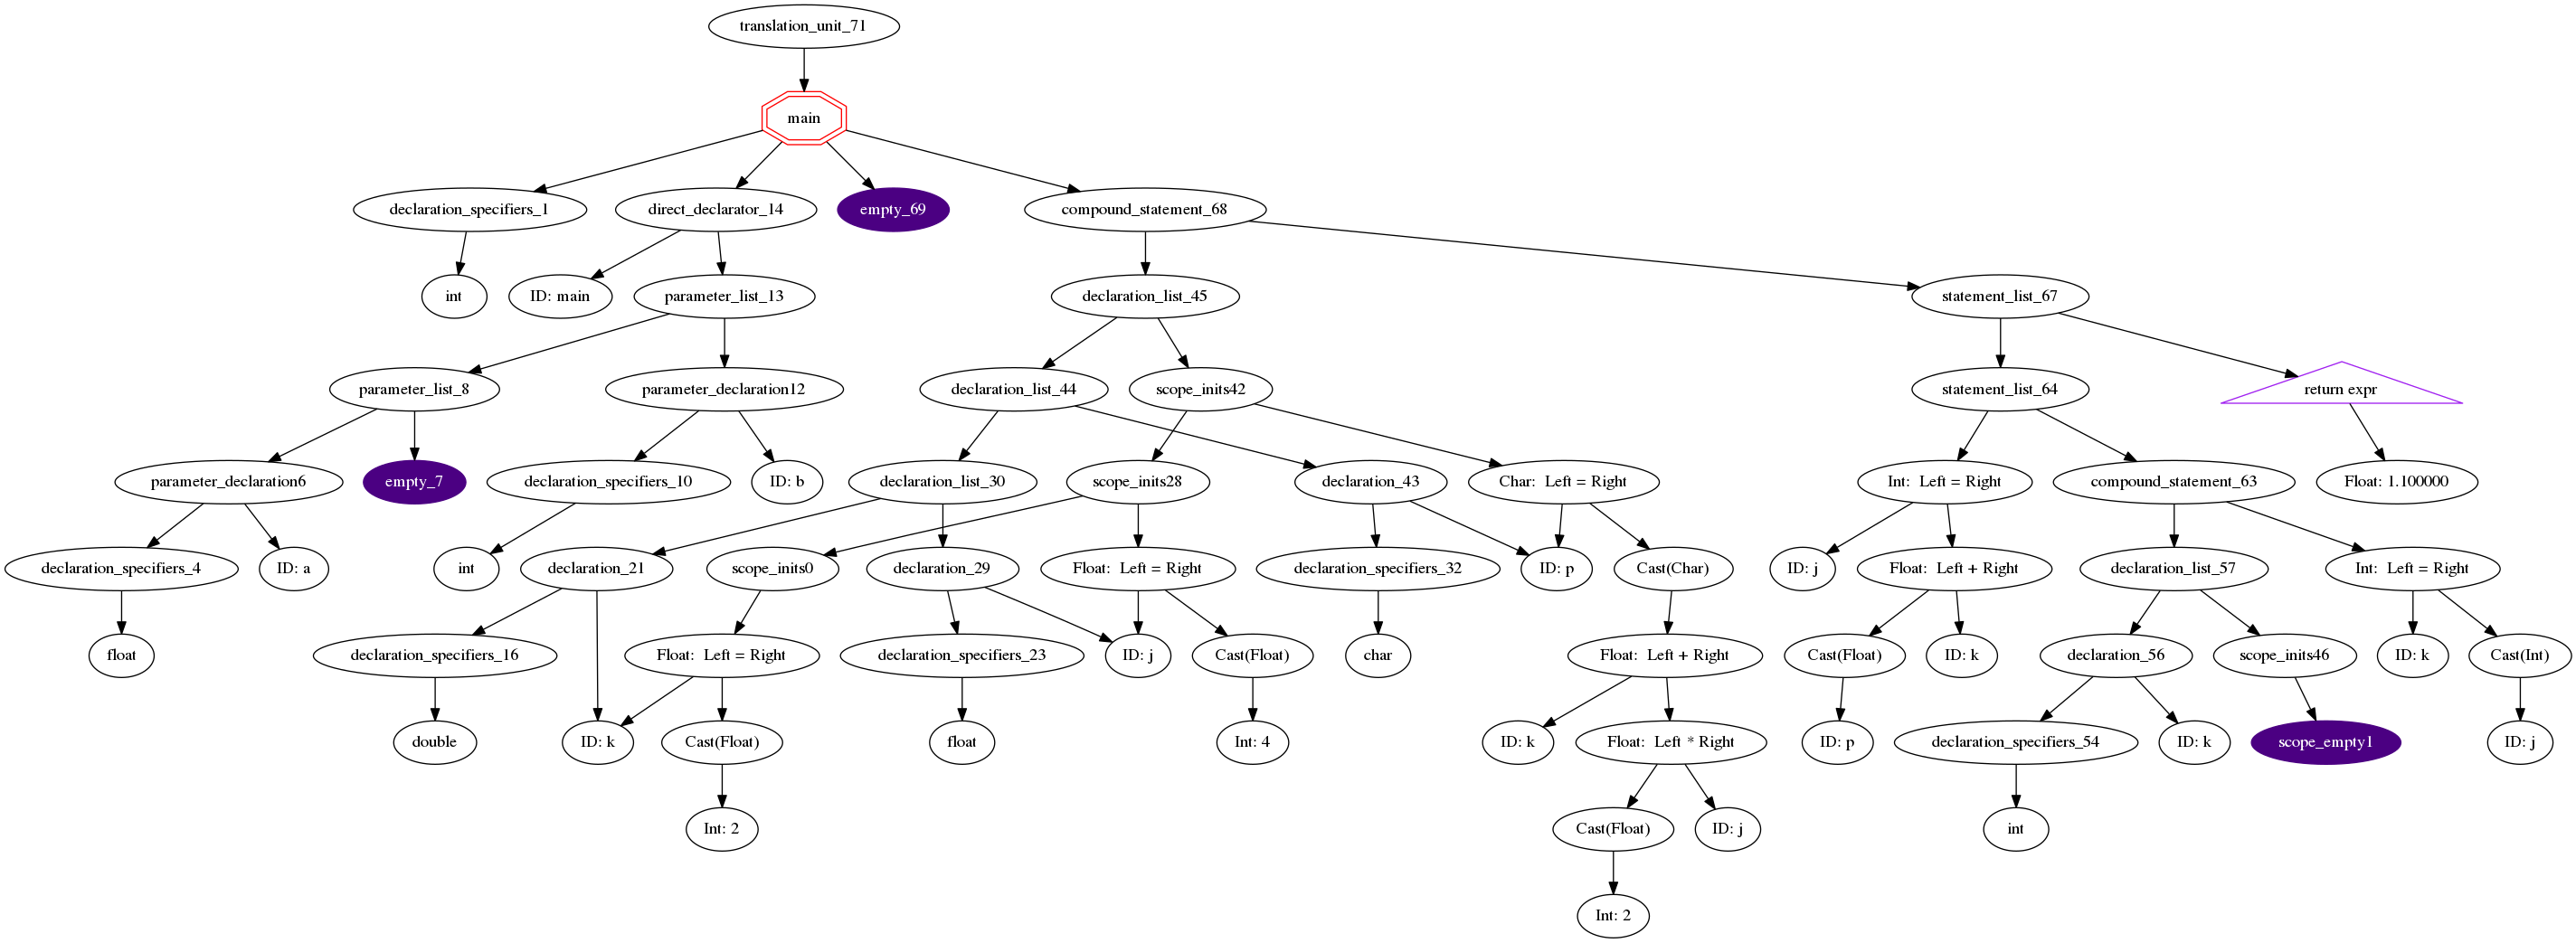 translation_unit_71
main
declaration_specifiers_1
direct_declarator_14
empty_69
compound_statement_68
int
ID: main
parameter_list_13
declaration_list_45
statement_list_67
parameter_list_8
parameter_declaration12
declaration_list_44
scope_inits42
statement_list_64
return expr
parameter_declaration6
empty_7
declaration_specifiers_10
ID: b
declaration_list_30
scope_inits28
declaration_43
Char:  Left = Right
Int:  Left = Right
compound_statement_63
Float: 1.100000
declaration_specifiers_4
ID: a
int
declaration_21
scope_inits0
declaration_29
Float:  Left = Right
declaration_specifiers_32
ID: p
Cast(Char)
ID: j
Float:  Left + Right
declaration_list_57
Int:  Left = Right
float
declaration_specifiers_16
Float:  Left = Right
declaration_specifiers_23
ID: j
Cast(Float)
char
Float:  Left + Right
Cast(Float)
ID: k
declaration_56
scope_inits46
ID: k
Cast(Int)
double
ID: k
Cast(Float)
float
Int: 4
ID: k
Float:  Left * Right
ID: p
declaration_specifiers_54
ID: k
scope_empty1
ID: j
Int: 2
Cast(Float)
ID: j
int
Int: 2